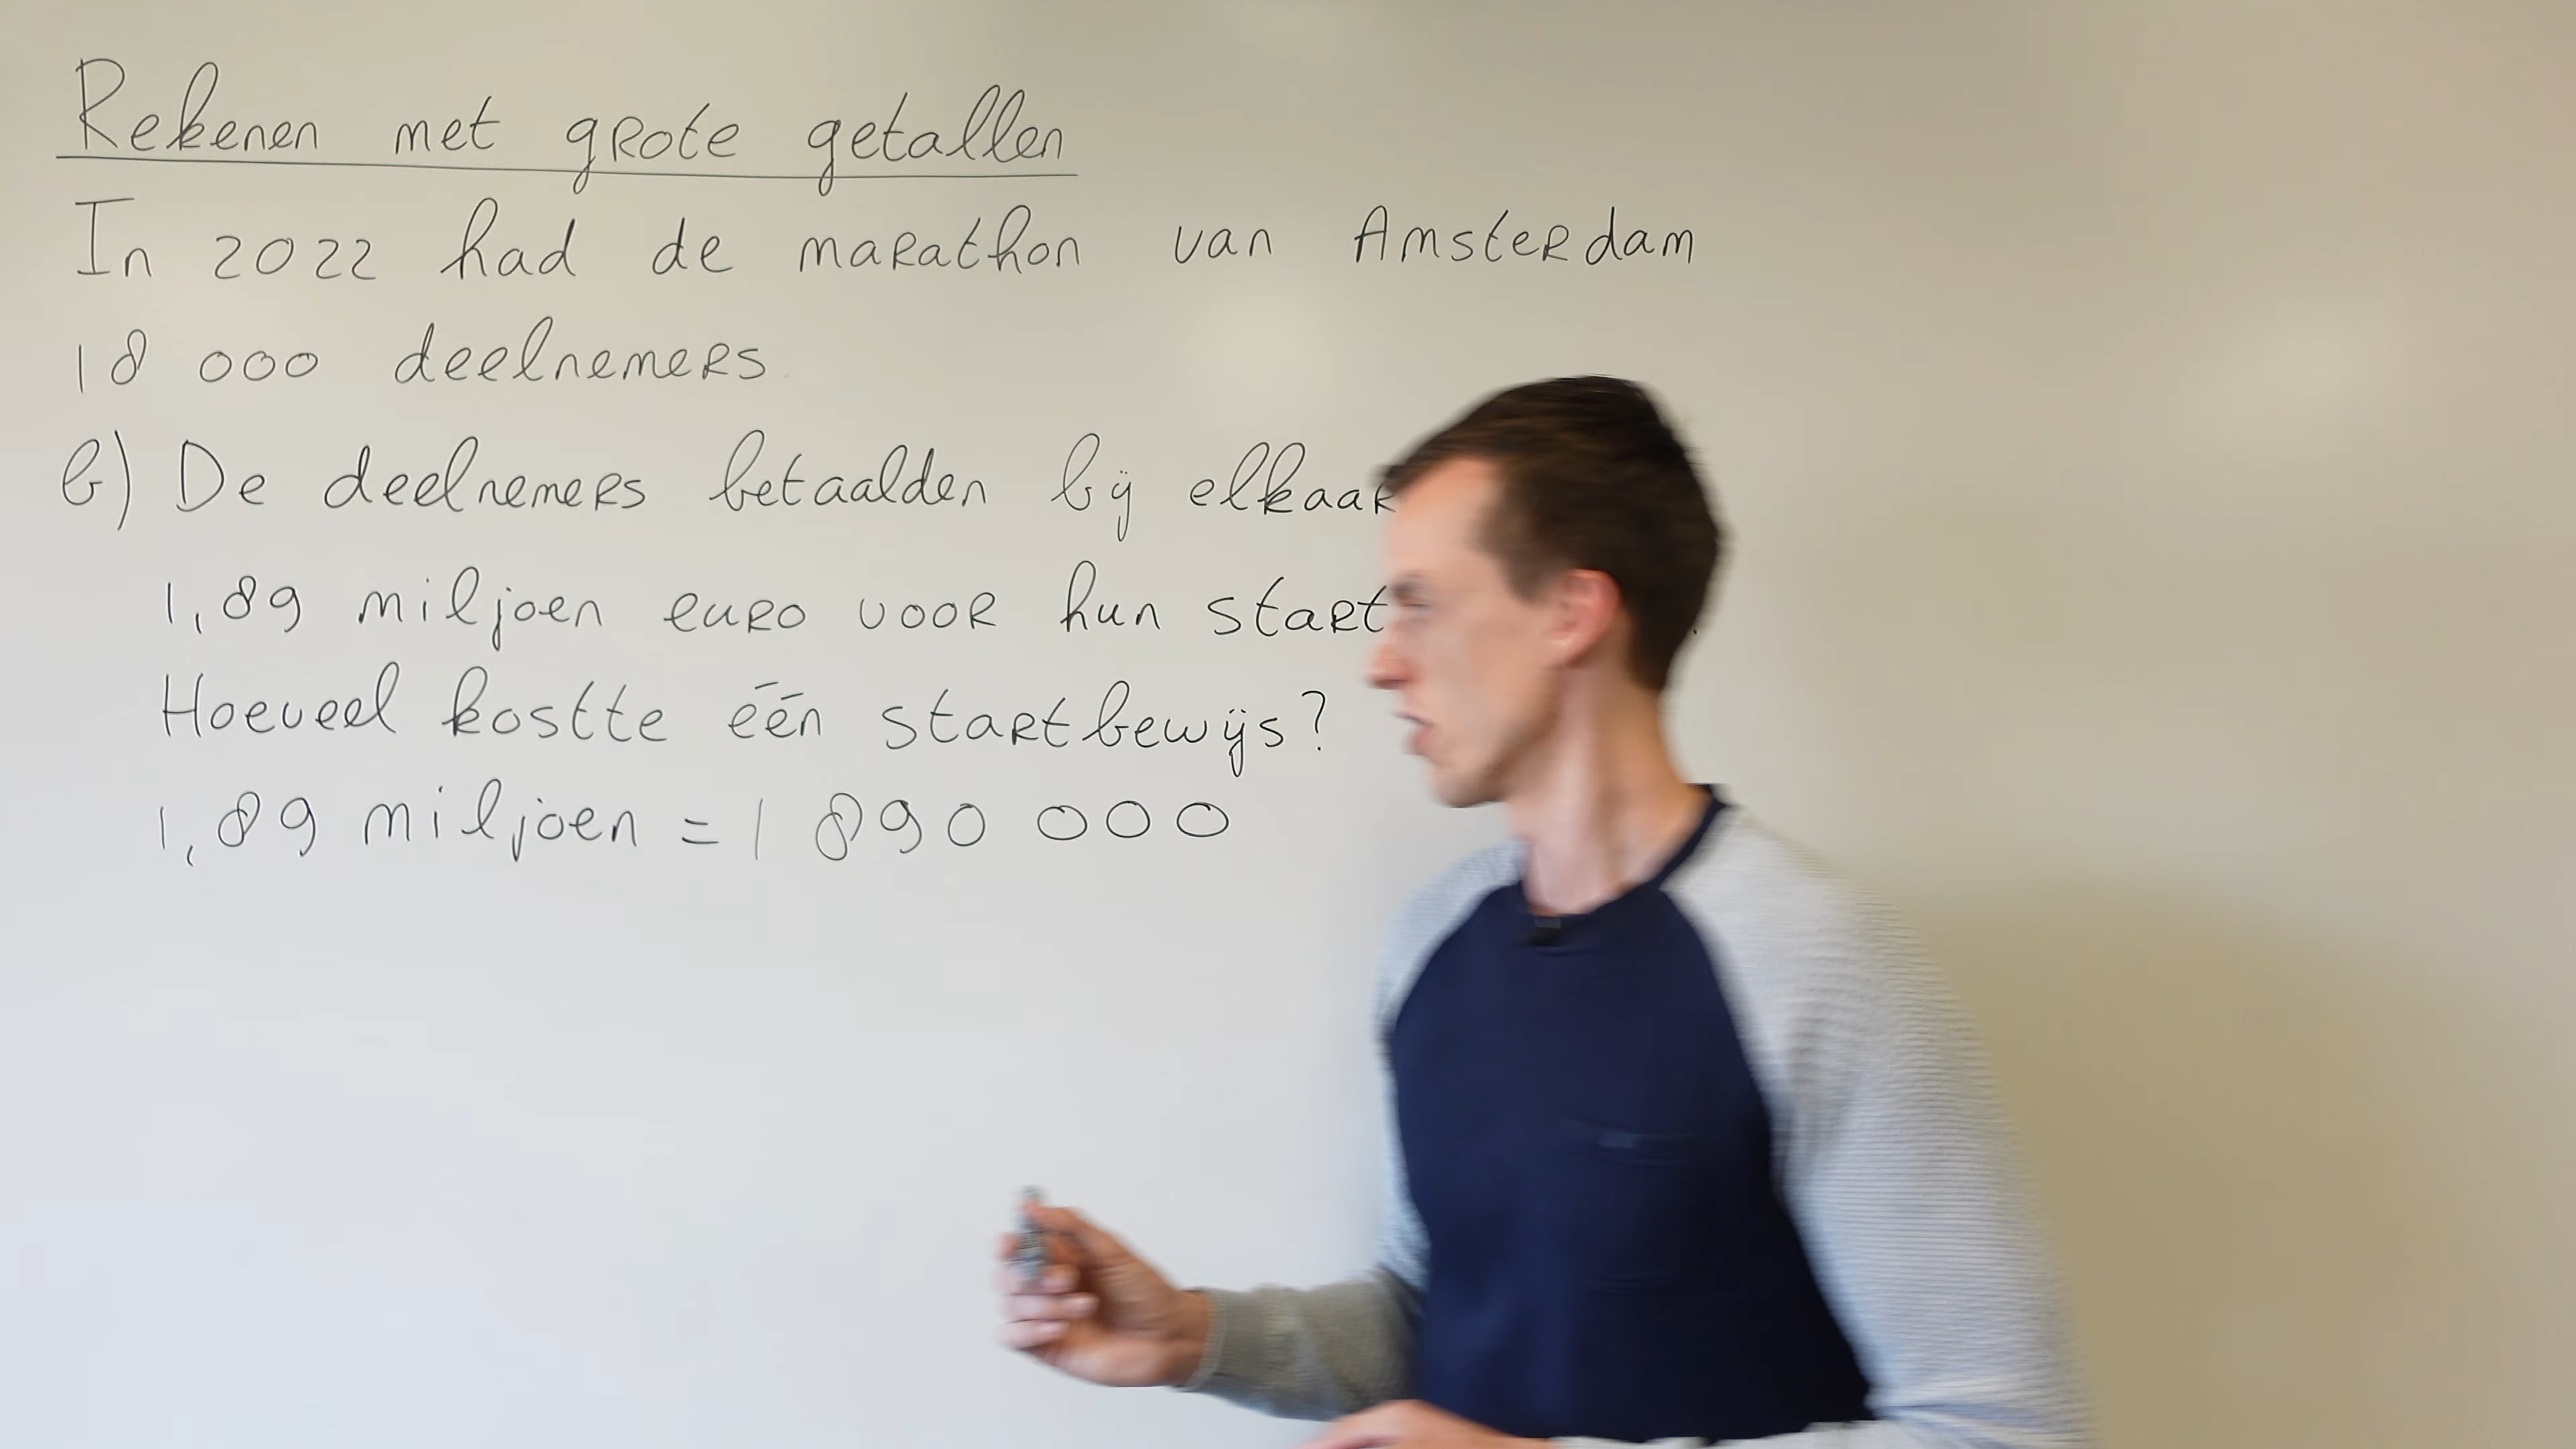 Rekenen met grote getallen
In 2022 had de marathon van Amsterdam
18 000 deelnemers
b) De deelnemers betaalden bij elkaar
1,89 miljoen euro voor hun start
Hoeveel kostte één startbewijs?
1,89 miljoen = 1 890 000